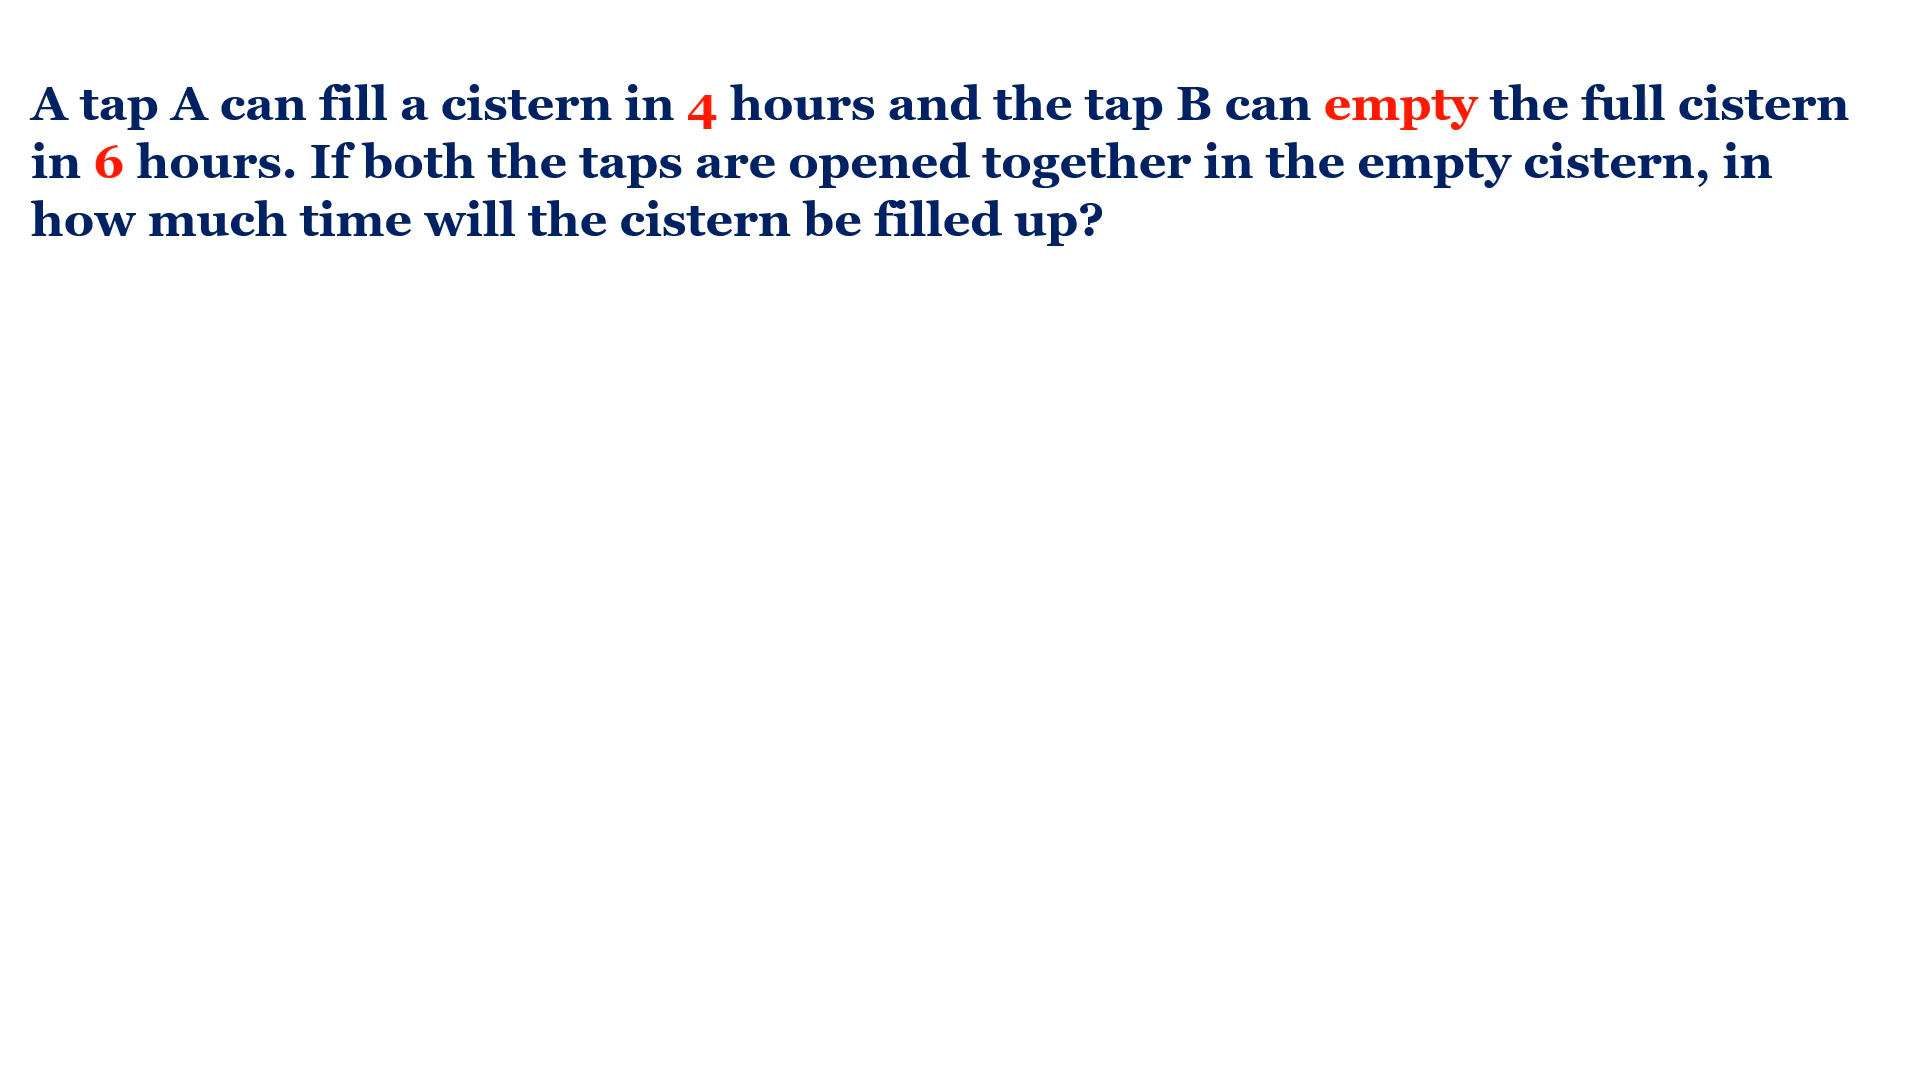 A tap A can fill a cistern in 4 hours and the tap B can empty the full cistern
in 6 hours. If both the taps are opened together in the empty cistern, in
how much time will the cistern be filled up?